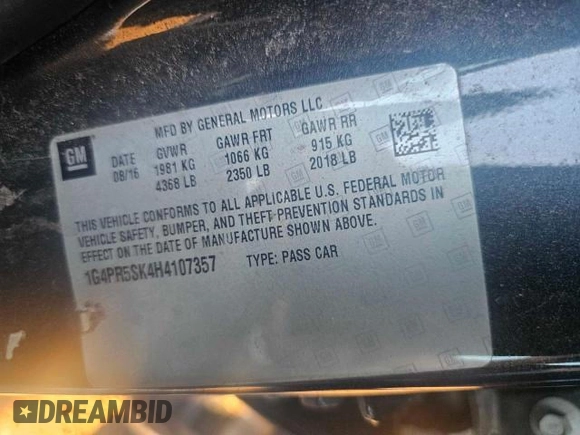 MFD BY GENERAL MOTORS LLC
GM
DATE GVWR GAWR FRT GAWR RR
08/16 1981 KG 1066 KG 915 KG
4368 LB 2350 LB 2018 LB
THIS VEHICLE CONFORMS TO ALL APPLICABLE U.S. FEDERAL MOTOR
VEHICLE SAFETY, BUMPER, AND THEFT PREVENTION STANDARDS IN
EFFECT ON THE DATE OF MANUFACTURE SHOWN ABOVE.
1G4PR5SK4H4107357 TYPE: PASS CAR
DREAMBID